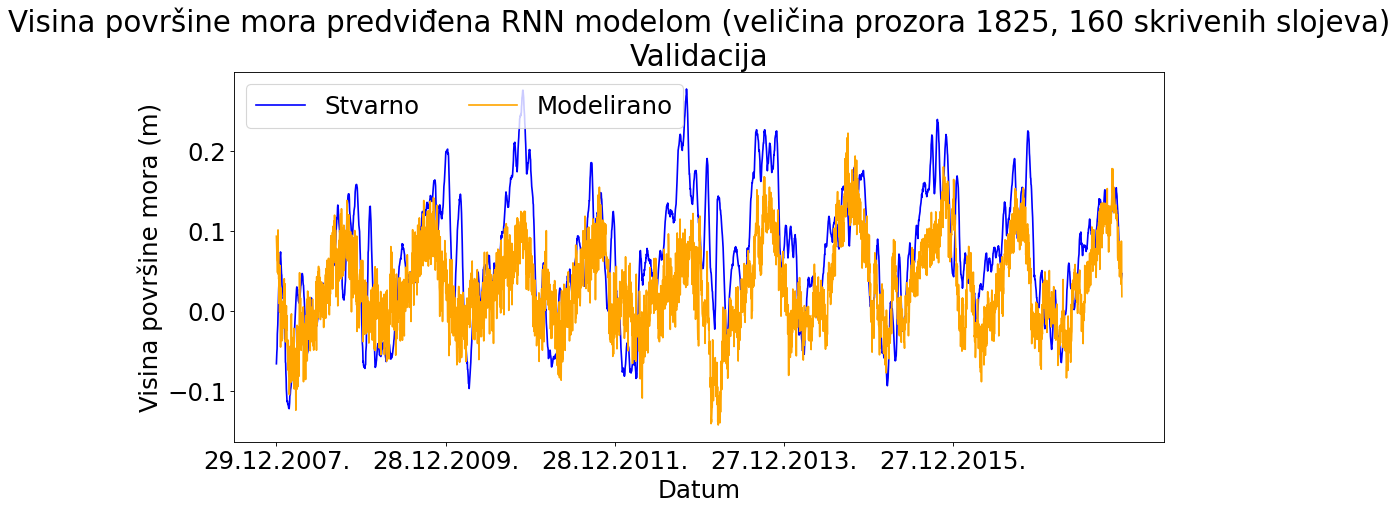 Visina površine mora predviđena RNN modelom (veličina prozora 1825, 160 skrivenih slojeva)
Validacija
Stvarno Modelirano
Visina površine mora (m)
0.2
0.1
0.0
−0.1
29.12.2007. 28.12.2009. 28.12.2011. 27.12.2013. 27.12.2015.
Datum